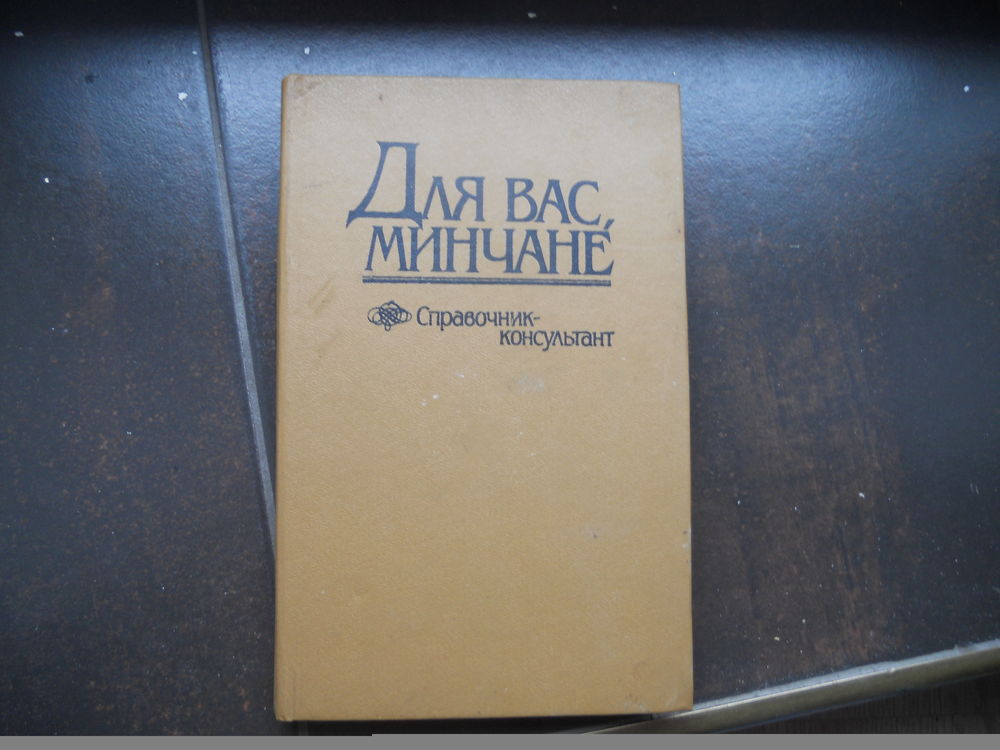 Для вас,
минчане
Справочник-
консультант